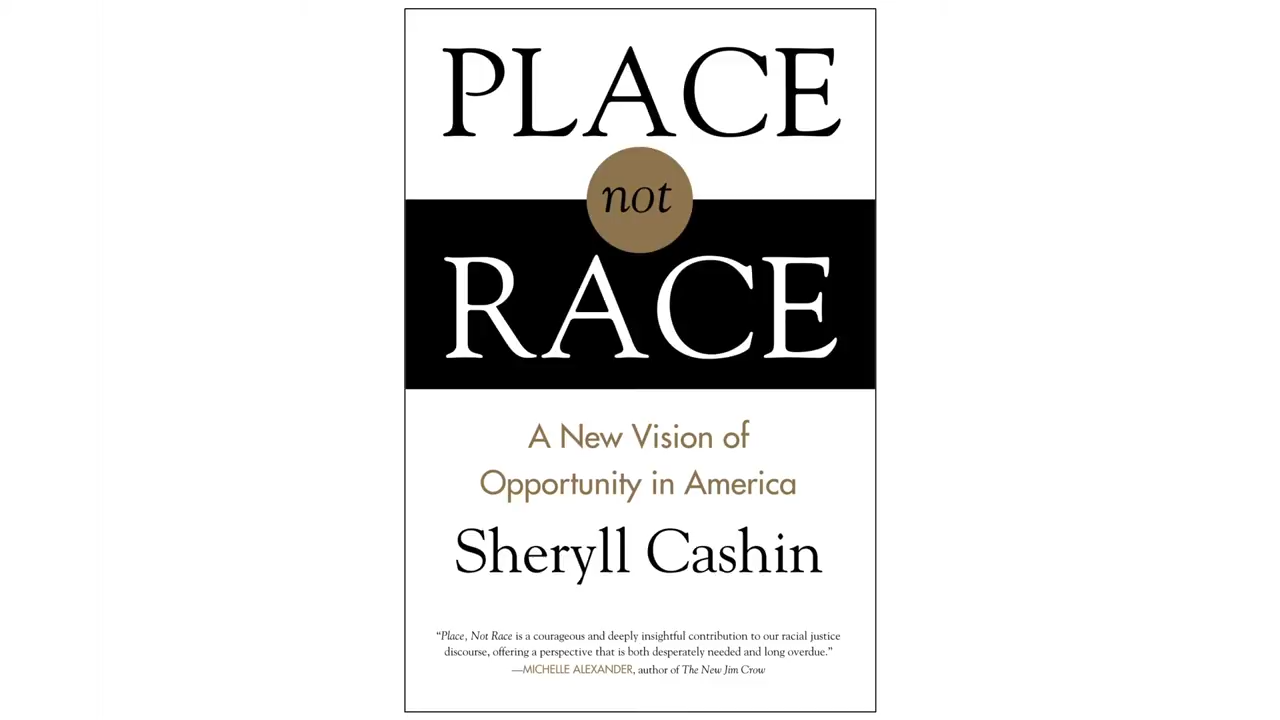 PLACE
not
RACE
A New Vision of
Opportunity in America
Sheryll Cashin
“Place, Not Race is a courageous and deeply insightful contribution to our racial justice
discourse, offering a perspective that is both desperately needed and long overdue.”
—MICHELLE ALEXANDER, author of The New Jim Crow